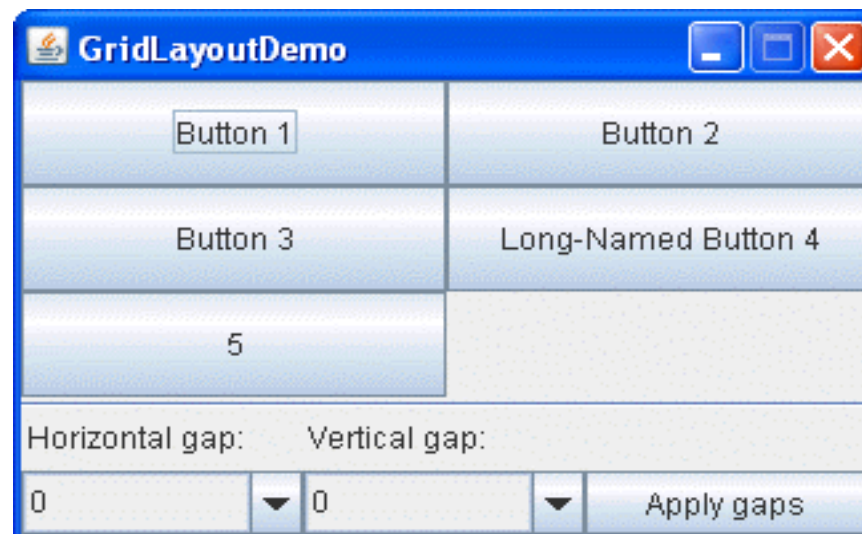 GridLayoutDemo
Button 1 Button 2
Button 3 Long-Named Button 4
5
Horizontal gap: Vertical gap:
0 0 Apply gaps